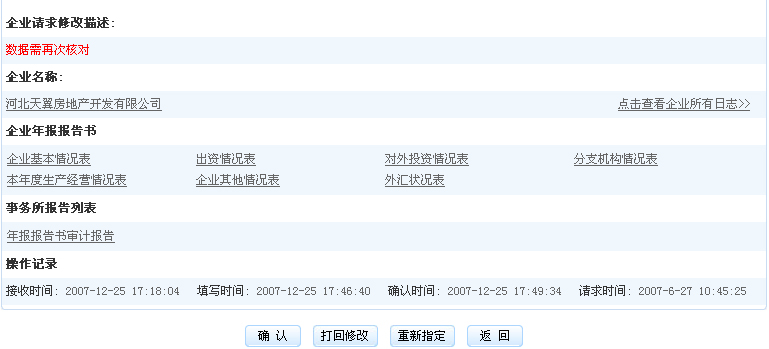 企业请求修改描述:
数据需再次核对
企业名称:
河北天翼房地产开发有限公司 点击查看企业所有日志>>
企业年报报告书
企业基本情况表 出资情况表 对外投资情况表 分支机构情况表
本年度生产经营情况表 企业其他情况表 外汇状况表
事务所报告列表
年报报告书审计报告
操作记录
接收时间: 2007-12-25 17:18:04 填写时间: 2007-12-25 17:46:40 确认时间: 2007-12-25 17:49:34 请求时间: 2007-6-27 10:45:25
确 认 打回修改 重新指定 返 回